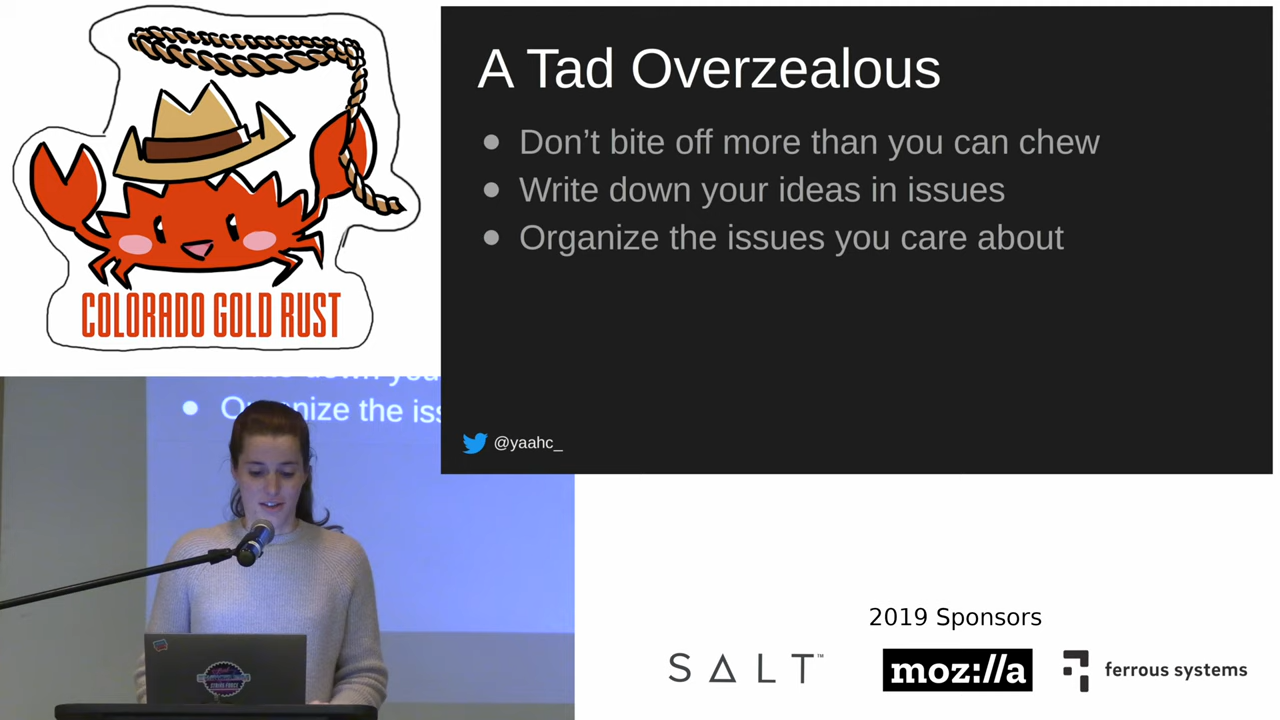 A Tad Overzealous
● Don’t bite off more than you can chew
● Write down your ideas in issues
● Organize the issues you care about
@yaahc_
COLORADO GOLD RUST
● Organize the iss
2019 Sponsors
SALT™
moz://a
ferrous systems